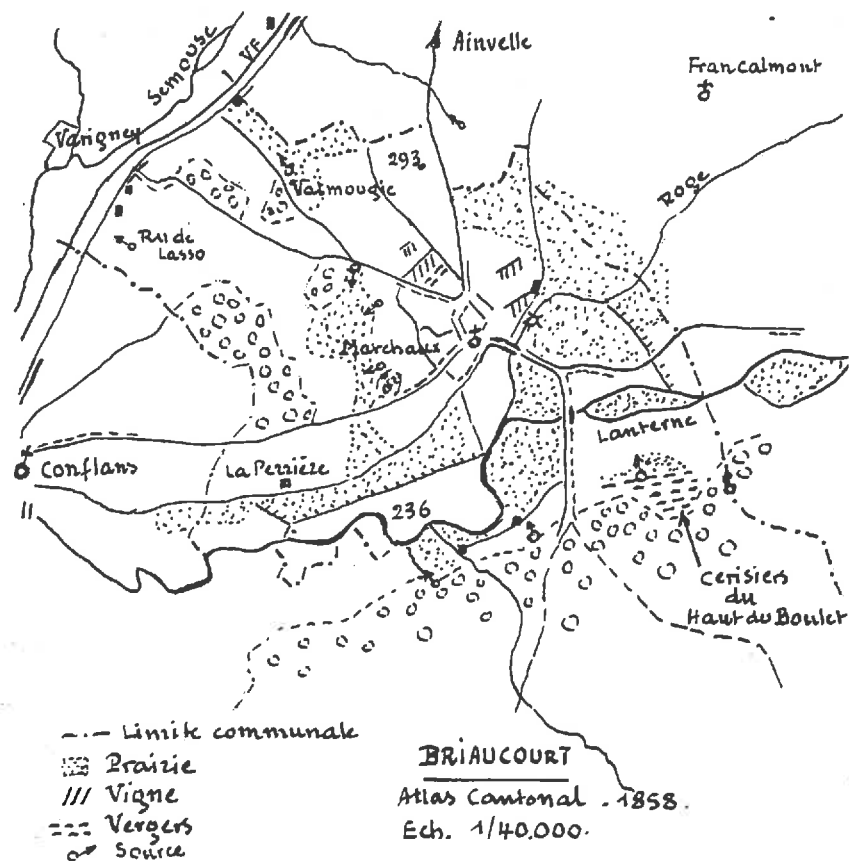 Ainvelle
Semouse
VF
Francalmont
Varigney
293
Valmougie
Roge
Ru de
Lasso
Marchaux
Lanterne
Conflans
La Perrière
236
Cerisiers
du
Haut du Boulet
Limite communale
Prairie
Vigne
Vergers
Source
BRIAUCOURT
Atlas Cantonal . 1858.
Ech. 1/40.000.